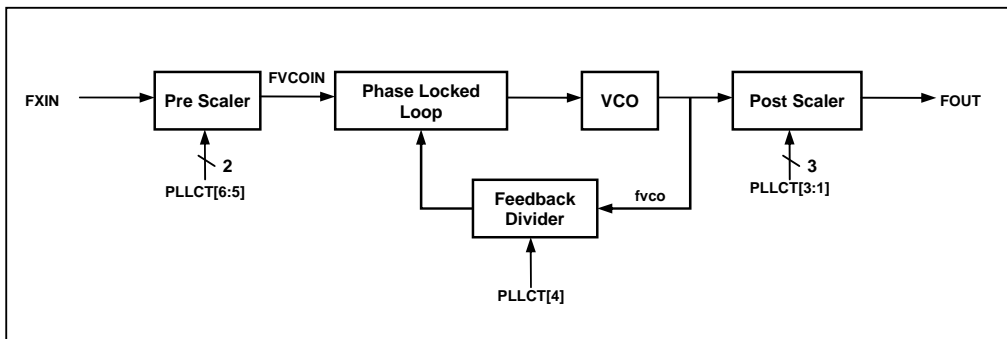 FXIN
Pre Scaler
FVCOIN
Phase Locked
Loop
VCO
Post Scaler
FOUT
2
PLLCT[6:5]
3
PLLCT[3:1]
Feedback
Divider
fvco
PLLCT[4]